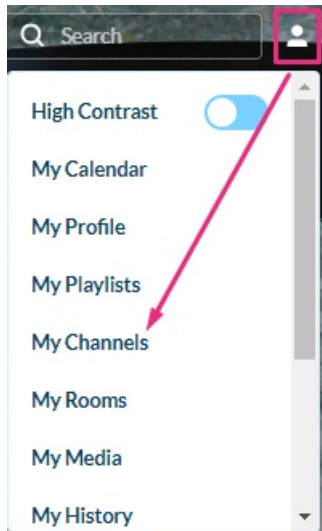 Search
High Contrast
My Calendar
My Profile
My Playlists
My Channels
My Rooms
My Media
My History